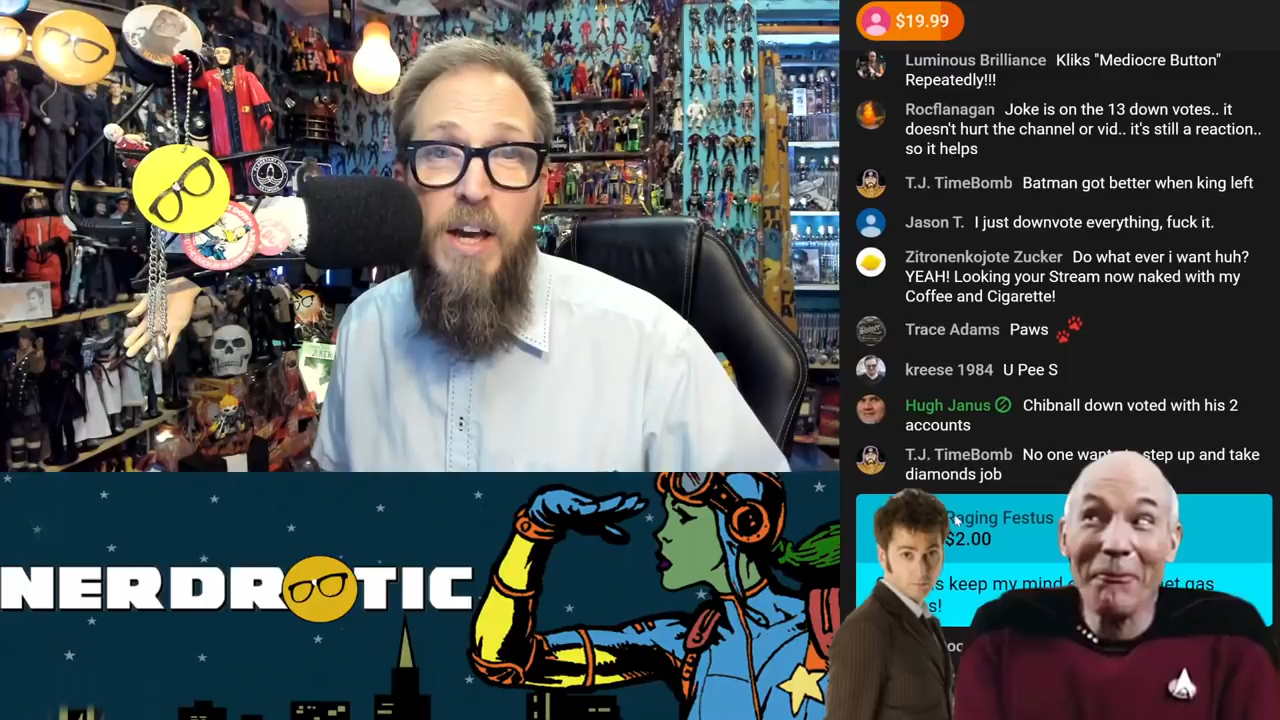 $19.99
Luminous Brilliance Kliks "Mediocre Button"
Repeatedly!!!
Rocflanagan Joke is on the 13 down votes.. it
doesn't hurt the channel or vid.. it's still a reaction..
so it helps
T.J. TimeBomb Batman got better when king left
Jason T. I just downvote everything, fuck it.
Zitronenkojote Zucker Do what ever i want huh?
YEAH! Looking your Stream now naked with my
Coffee and Cigarette!
Trace Adams Paws
kreese 1984 U Pee S
Hugh Janus Chibnall down voted with his 2
accounts
T.J. TimeBomb No one step up and take
diamonds job
Raging Festus
$2.00
keep my mind gas
NERDROTIC